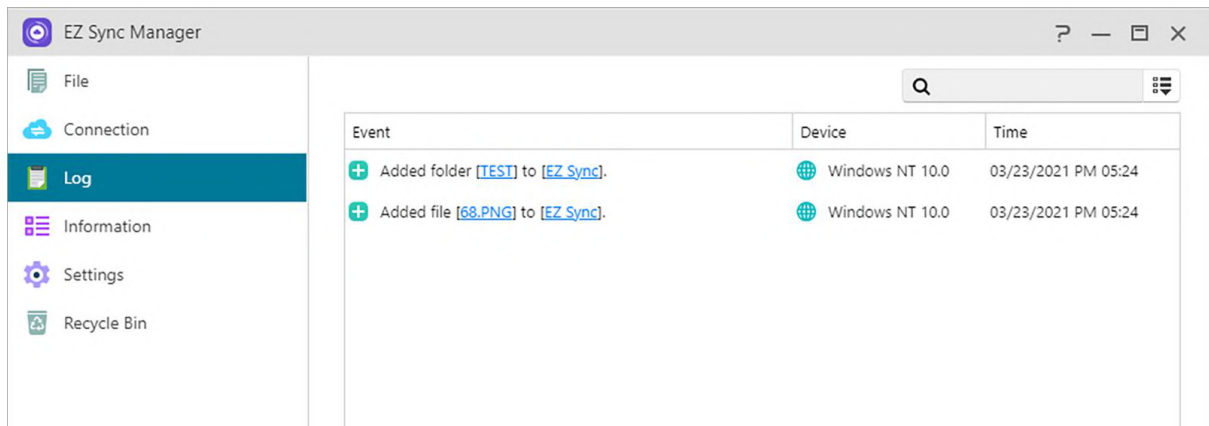 EZ Sync Manager
File
Connection
Log
Information
Settings
Recycle Bin
Event Device Time
Added folder [TEST] to [EZ Sync]. Windows NT 10.0 03/23/2021 PM 05:24
Added file [68.PNG] to [EZ Sync]. Windows NT 10.0 03/23/2021 PM 05:24